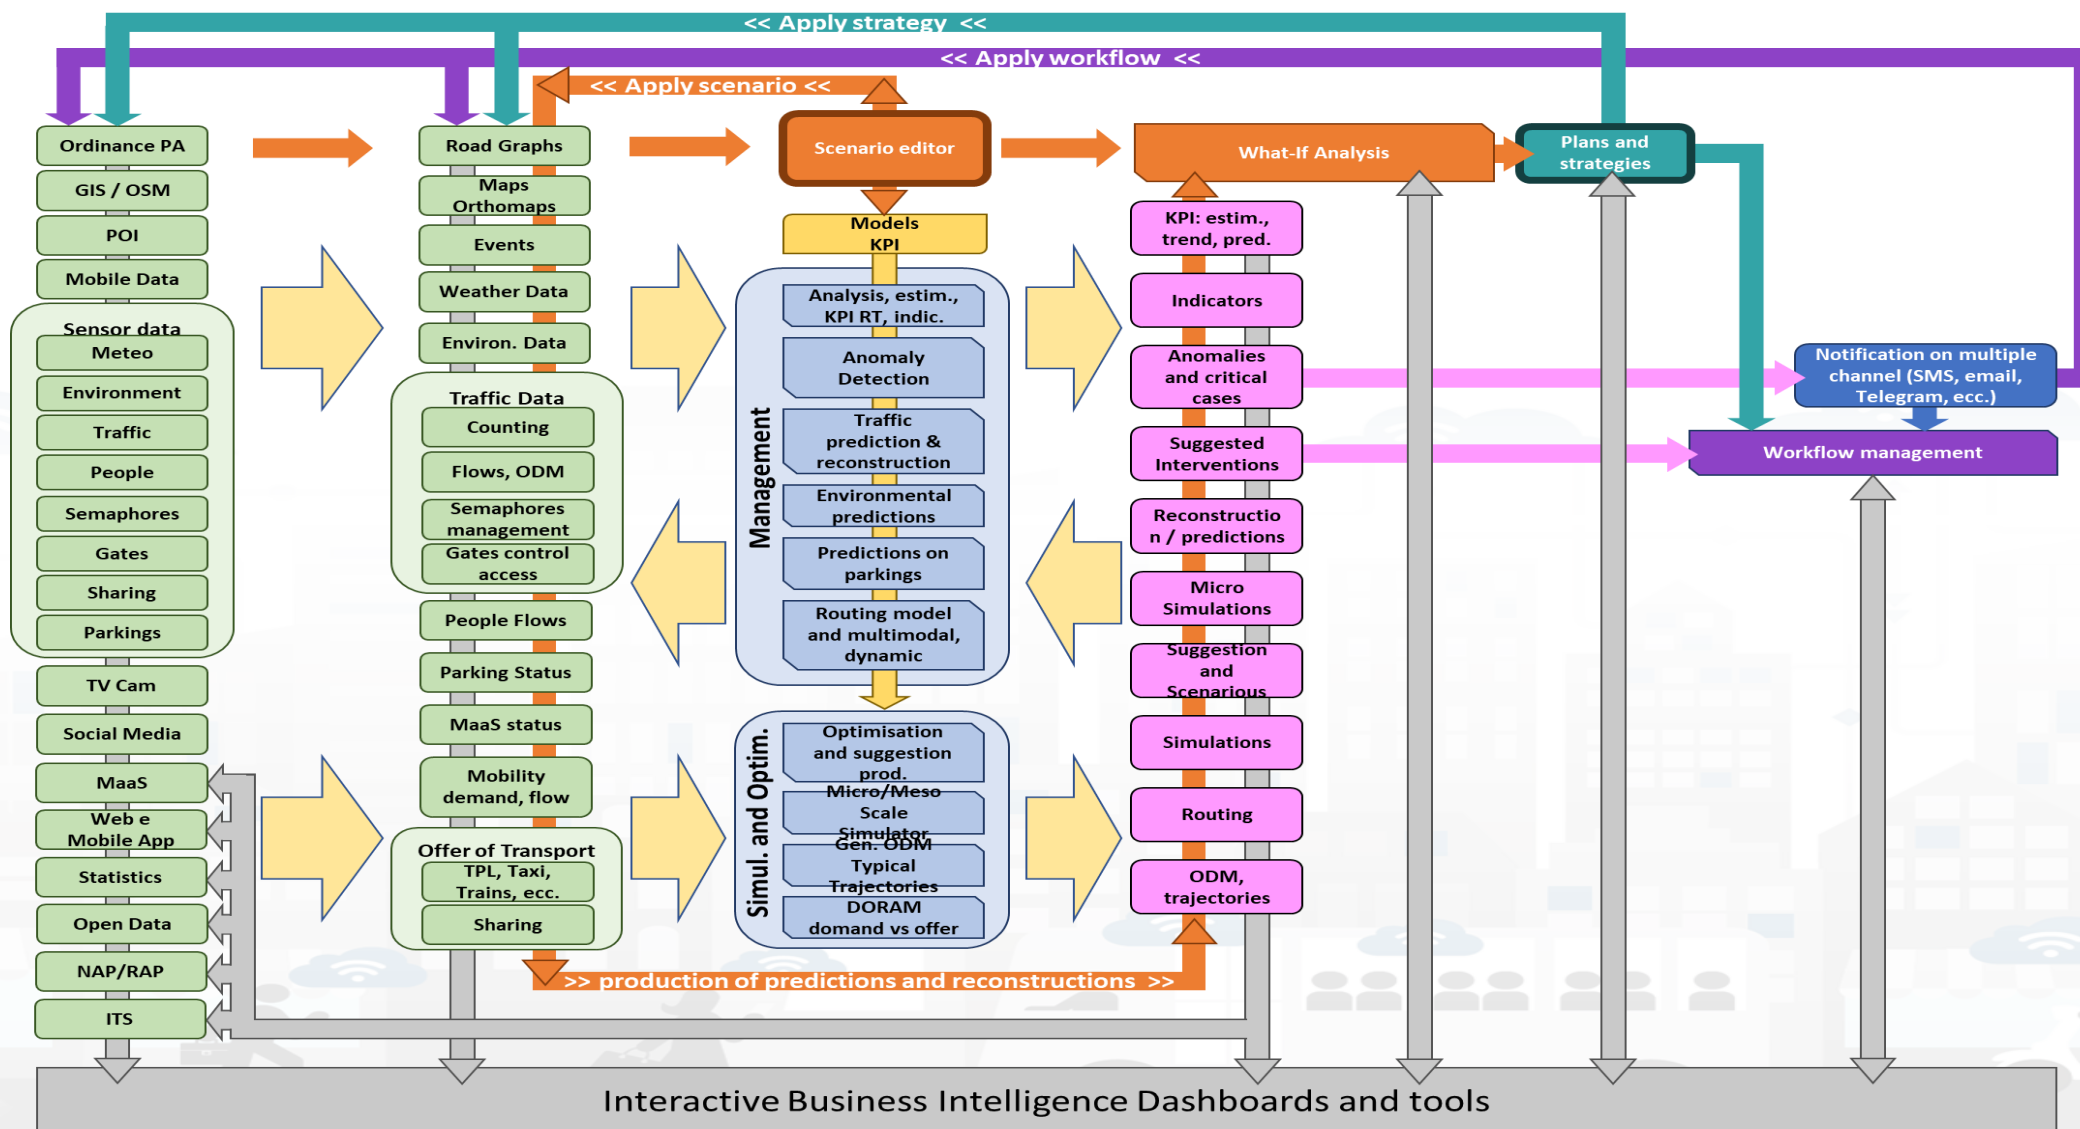 << Apply strategy <<
<< Apply workflow <<
<< Apply scenario <<
Ordinance PA
GIS / OSM
POI
Mobile Data
Sensor data
Meteo
Environment
Traffic
People
Semaphores
Gates
Sharing
Parkings
TV Cam
Social Media
MaaS
Web e
Mobile App
Statistics
Open Data
NAP/RAP
ITS
Road Graphs
Maps
Orthomaps
Events
Weather Data
Environ. Data
Traffic Data
Counting
Flows, ODM
Semaphores
management
Gates control
access
People Flows
Parking Status
MaaS status
Mobility
demand, flow
Offer of Transport
TPL, Taxi,
Trains, ecc.
Sharing
Scenario editor
Models
KPI
Management
Analysis, estim.,
KPI RT, indic.
Anomaly
Detection
Traffic
prediction &
reconstruction
Environmental
predictions
Predictions on
parkings
Routing model
and multimodal,
dynamic
Simul. and Optim.
Optimisation
and suggestion
prod.
Micro/Meso
Scale
Simulator
Gen. ODM
Typical
Trajectories
DORAM
domand vs offer
>> production of predictions and reconstructions >>
What-If Analysis
KPI: estim.,
trend, pred.
Indicators
Anomalies
and critical
cases
Suggested
Interventions
Reconstructio
n / predictions
Micro
Simulations
Suggestion
and
Scenarious
Simulations
Routing
ODM,
trajectories
Plans and
strategies
Notification on multiple
channel (SMS, email,
Telegram, ecc.)
Workflow management
Interactive Business Intelligence Dashboards and tools